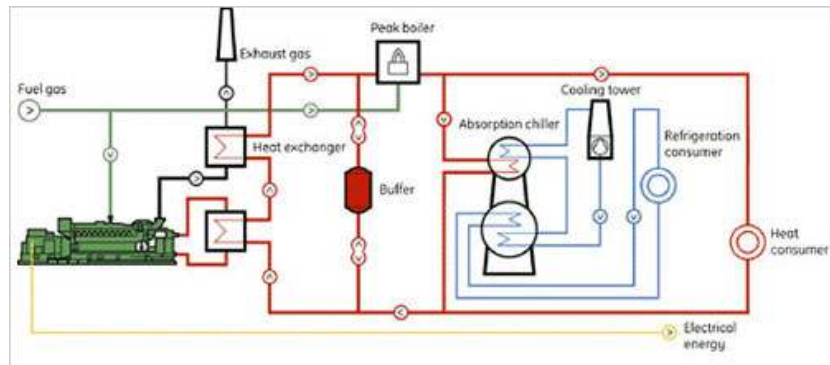 Peak boiler
Exhaust gas
Fuel gas
Cooling tower
Absorption chiller
Refrigeration
consumer
Heat exchanger
Buffer
Heat
consumer
Electrical
energy